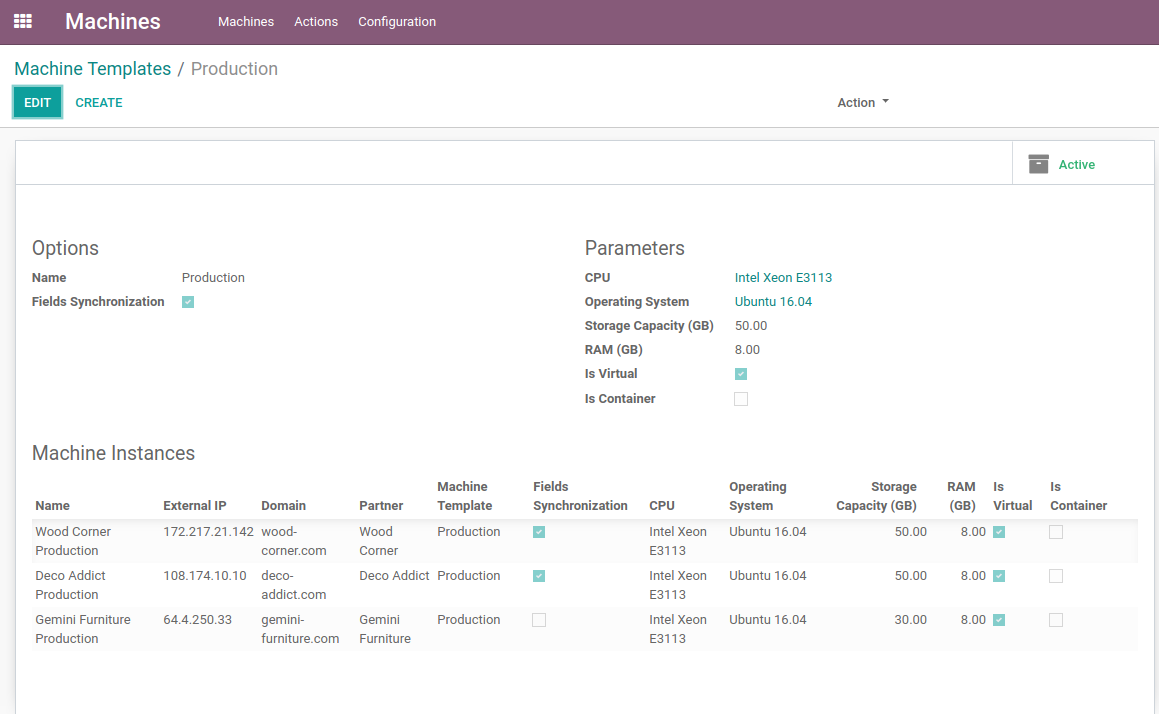 Machines Machines Actions Configuration
Machine Templates / Production
EDIT CREATE Action
Active
Options
Name Production
Fields Synchronization
Parameters
CPU Intel Xeon E3113
Operating System Ubuntu 16.04
Storage Capacity (GB) 50.00
RAM (GB) 8.00
Is Virtual
Is Container
Machine Instances
Machine Fields Operating Storage RAM Is Is
Name External IP Domain Partner Template Synchronization CPU System Capacity (GB) (GB) Virtual Container
Wood Corner 172.217.21.142 wood- Wood Production Intel Xeon Ubuntu 16.04 50.00 8.00
Production corner.com Corner E3113
Deco Addict 108.174.10.10 deco- Deco Addict Production Intel Xeon Ubuntu 16.04 50.00 8.00
Production addict.com E3113
Gemini Furniture 64.4.250.33 gemini- Gemini Production Intel Xeon Ubuntu 16.04 30.00 8.00
Production furniture.com Furniture E3113